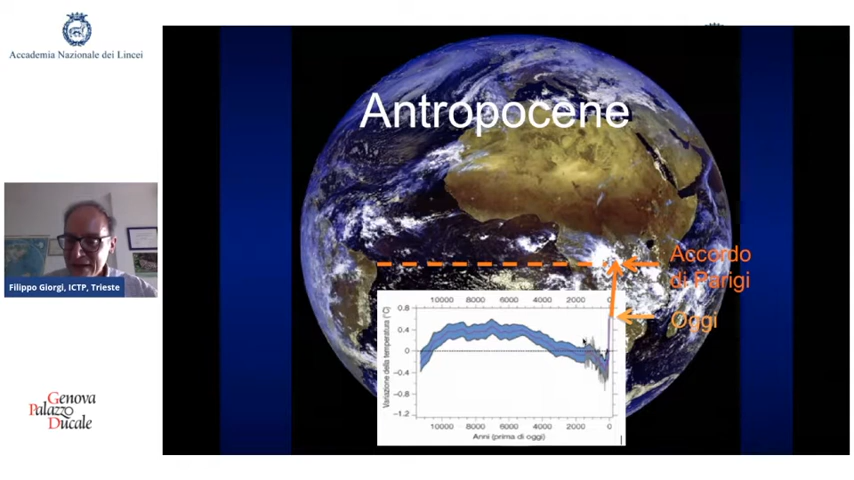 Accademia Nazionale dei Lincei
Antropocene
Accordo
di Parigi
Oggi
10000 8000 6000 4000 2000 0
0.8
0.4
0
-0.4
-0.8
-1.2
Variazione della temperatura (°C)
10000 8000 6000 4000 2000 0
Anni (prima di oggi)
Filippo Giorgi, ICTP, Trieste
Genova
Palazzo
Ducale